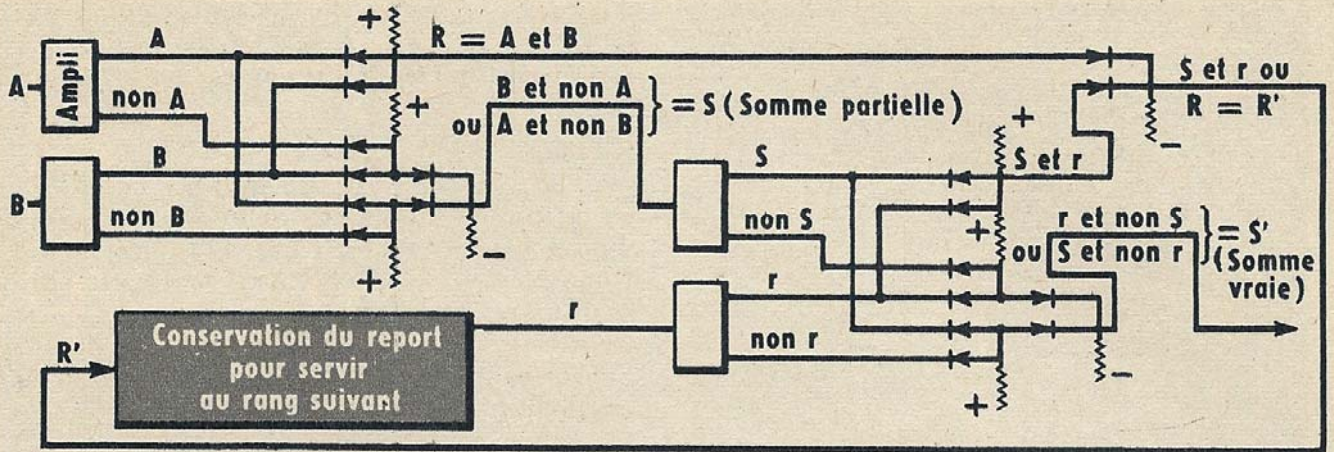 A
R = A et B
A
Ampli
non A
B et non A
ou A et non B
= S (Somme partielle)
S et r ou
R = R'
B
B
non B
S
S et r
non S
r et non S
ou S et non r
= S'
(Somme
vraie)
r
r
non r
R'
Conservation du report
pour servir
au rang suivant
+
+
+
−
+
+
+
−
−